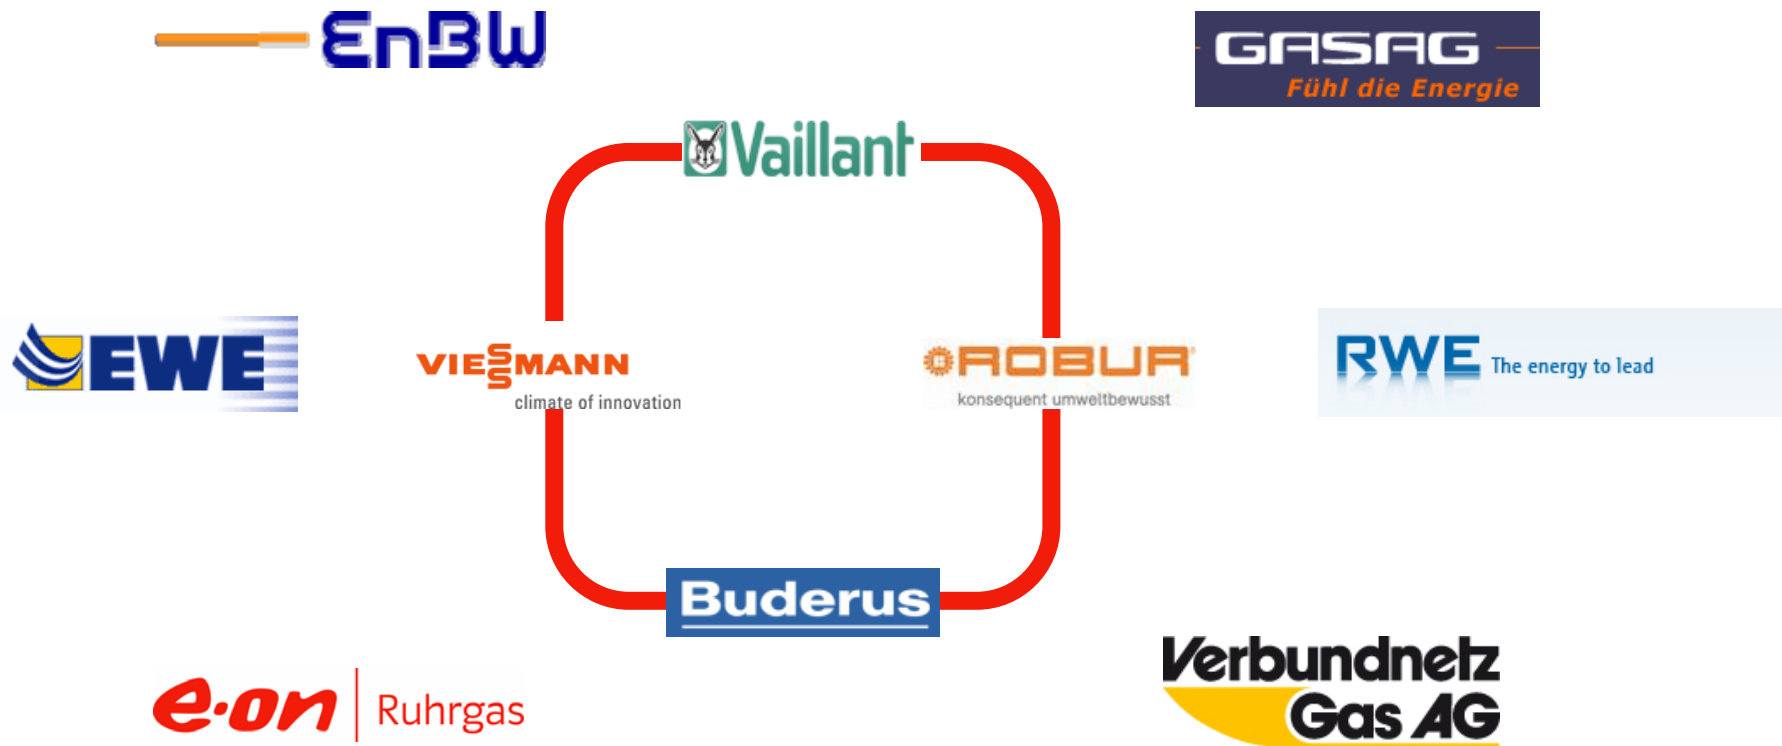 EnBW
GASAG
Fühl die Energie
Vaillant
EWE
VIESSMANN
climate of innovation
ROBUR
konsequent umweltbewusst
RWE The energy to lead
Buderus
e·on Ruhrgas
Verbundnetz
Gas AG